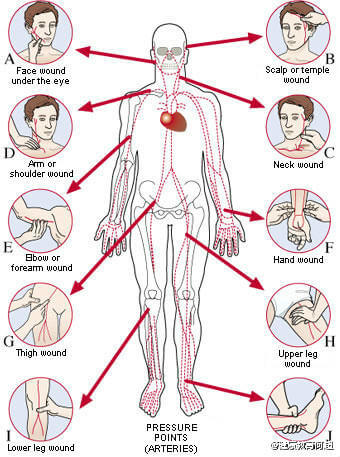 A
Face wound
under the eye
B
Scalp or temple
wound
D
Arm or
shoulder wound
C
Neck wound
E
Elbow or
forearm wound
F
Hand wound
G
Thigh wound
H
Upper leg
wound
I
Lower leg wound
J
PRESSURE
POINTS
(ARTERIES)